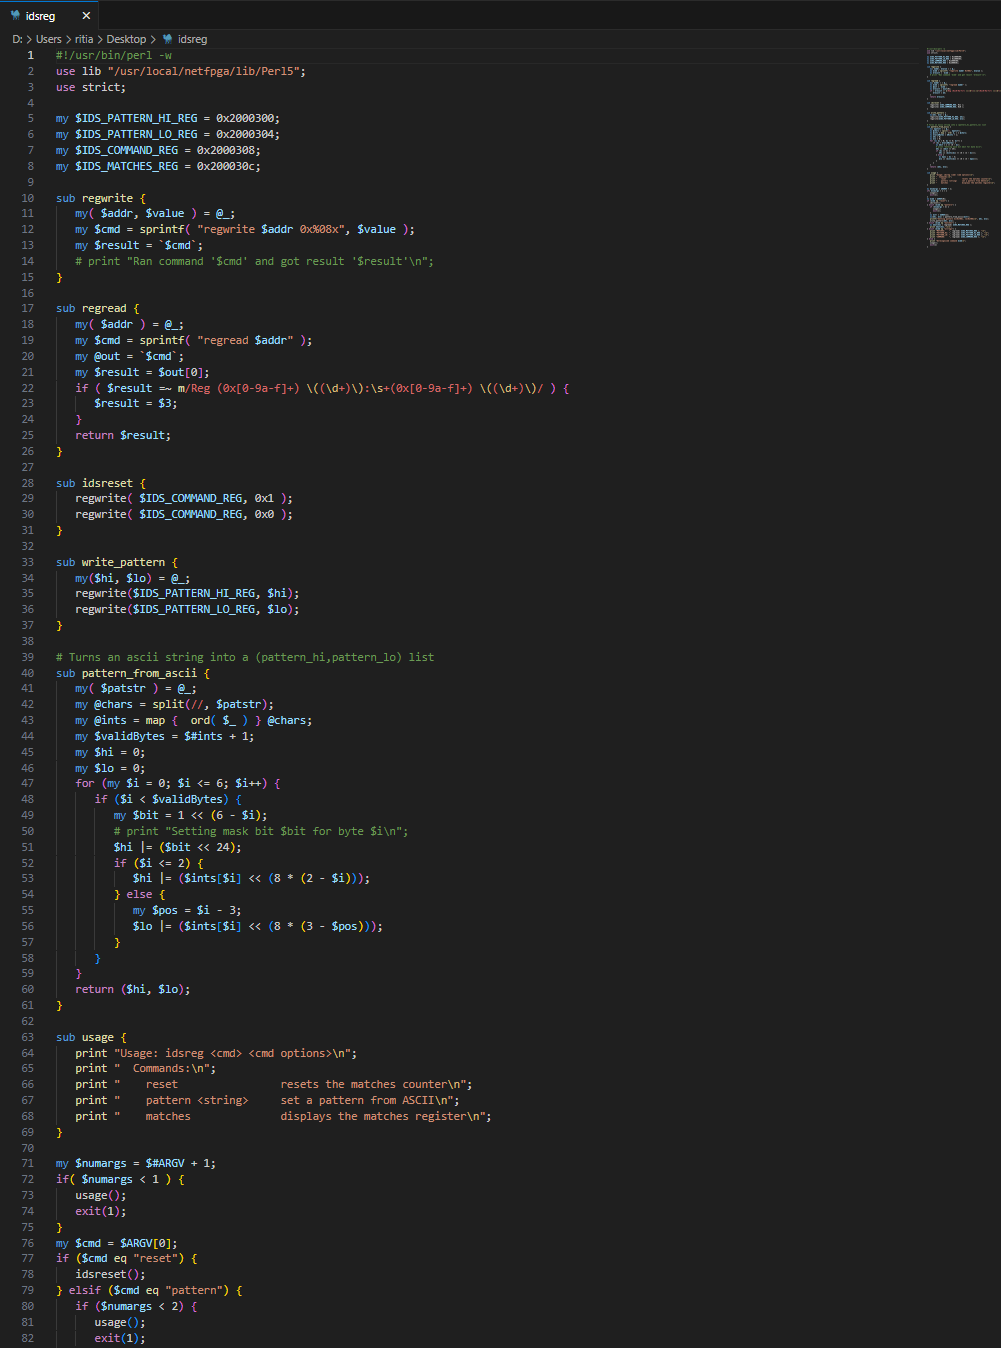 idsreg
D: > Users > ritia > Desktop > idsreg
1 #!/usr/bin/perl -w
2 use lib "/usr/local/netfpga/lib/Perl5";
3 use strict;
4
5 my $IDS_PATTERN_HI_REG = 0x2000300;
6 my $IDS_PATTERN_LO_REG = 0x2000304;
7 my $IDS_COMMAND_REG = 0x2000308;
8 my $IDS_MATCHES_REG = 0x200030c;
9
10 sub regwrite {
11    my( $addr, $value ) = @_;
12    my $cmd = sprintf( "regwrite $addr 0x%08x", $value );
13    my $result = `$cmd`;
14    # print "Ran command '$cmd' and got result '$result'\n";
15 }
16
17 sub regread {
18    my( $addr ) = @_;
19    my $cmd = sprintf( "regread $addr" );
20    my @out = `$cmd`;
21    my $result = $out[0];
22    if ( $result =~ m/Reg (0x[0-9a-f]+) \((\d+)\):\s+(0x[0-9a-f]+) \((\d+)\)/ ) {
23       $result = $3;
24    }
25    return $result;
26 }
27
28 sub idsreset {
29    regwrite( $IDS_COMMAND_REG, 0x1 );
30    regwrite( $IDS_COMMAND_REG, 0x0 );
31 }
32
33 sub write_pattern {
34    my($hi, $lo) = @_;
35    regwrite($IDS_PATTERN_HI_REG, $hi);
36    regwrite($IDS_PATTERN_LO_REG, $lo);
37 }
38
39 # Turns an ascii string into a (pattern_hi,pattern_lo) list
40 sub pattern_from_ascii {
41    my( $patstr ) = @_;
42    my @chars = split(//, $patstr);
43    my @ints = map {  ord( $_ ) } @chars;
44    my $validBytes = $#ints + 1;
45    my $hi = 0;
46    my $lo = 0;
47    for (my $i = 0; $i <= 6; $i++) {
48       if ($i < $validBytes) {
49          my $bit = 1 << (6 - $i);
50          # print "Setting mask bit $bit for byte $i\n";
51          $hi |= ($bit << 24);
52          if ($i <= 2) {
53             $hi |= ($ints[$i] << (8 * (2 - $i)));
54          } else {
55             my $pos = $i - 3;
56             $lo |= ($ints[$i] << (8 * (3 - $pos)));
57          }
58       }
59    }
60    return ($hi, $lo);
61 }
62
63 sub usage {
64    print "Usage: idsreg <cmd> <cmd options>\n";
65    print "  Commands:\n";
66    print "    reset                resets the matches counter\n";
67    print "    pattern <string>     set a pattern from ASCII\n";
68    print "    matches              displays the matches register\n";
69 }
70
71 my $numargs = $#ARGV + 1;
72 if( $numargs < 1 ) {
73    usage();
74    exit(1);
75 }
76 my $cmd = $ARGV[0];
77 if ($cmd eq "reset") {
78    idsreset();
79 } elsif ($cmd eq "pattern") {
80    if ($numargs < 2) {
81       usage();
82       exit(1);